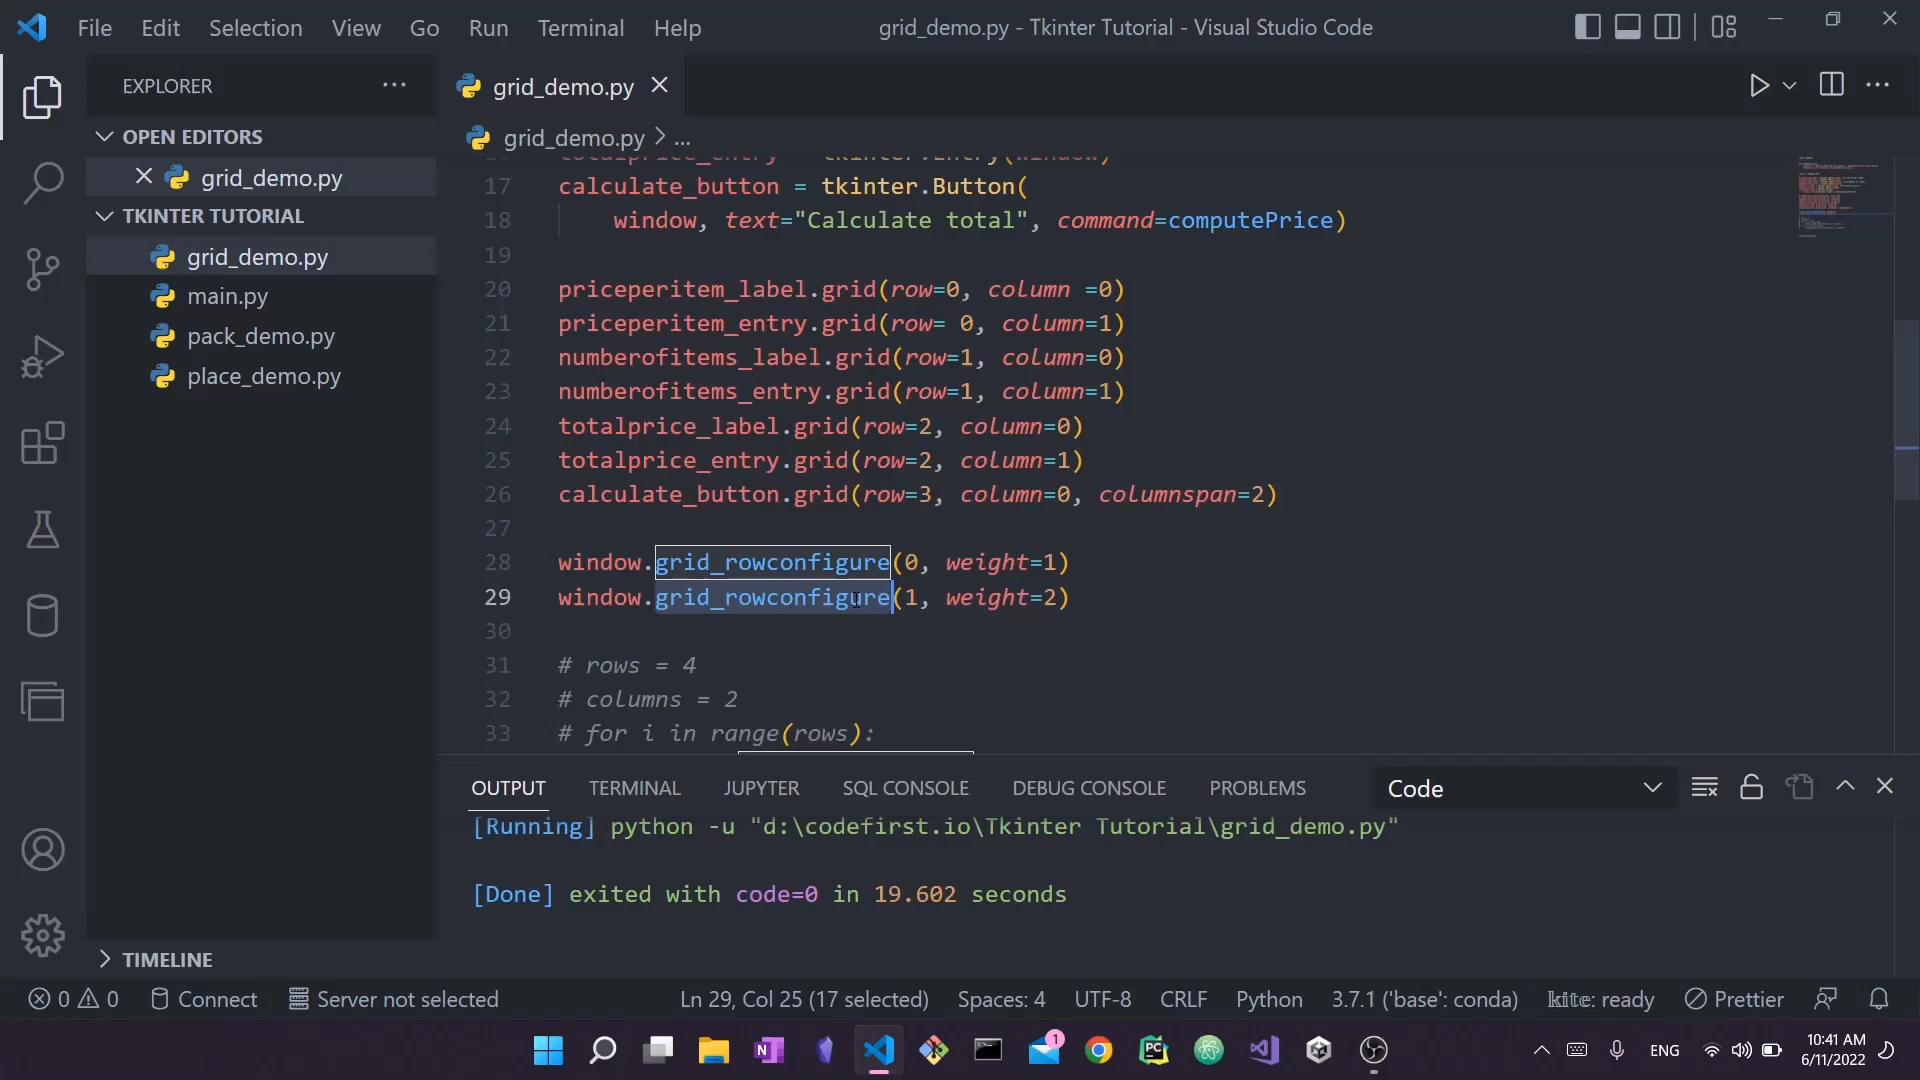 File Edit Selection View Go Run Terminal Help
grid_demo.py - Tkinter Tutorial - Visual Studio Code
EXPLORER
OPEN EDITORS
grid_demo.py
TKINTER TUTORIAL
grid_demo.py
main.py
pack_demo.py
place_demo.py
TIMELINE
grid_demo.py
grid_demo.py > ...
17 calculate_button = tkinter.Button(
18 window, text="Calculate total", command=computePrice)
19
20 priceperitem_label.grid(row=0, column =0)
21 priceperitem_entry.grid(row= 0, column=1)
22 numberofitems_label.grid(row=1, column=0)
23 numberofitems_entry.grid(row=1, column=1)
24 totalprice_label.grid(row=2, column=0)
25 totalprice_entry.grid(row=2, column=1)
26 calculate_button.grid(row=3, column=0, columnspan=2)
27
28 window.grid_rowconfigure(0, weight=1)
29 window.grid_rowconfigure(1, weight=2)
30
31 # rows = 4
32 # columns = 2
33 # for i in range(rows):
OUTPUT TERMINAL JUPYTER SQL CONSOLE DEBUG CONSOLE PROBLEMS Code
[Running] python -u "d:\codefirst.io\Tkinter Tutorial\grid_demo.py"
[Done] exited with code=0 in 19.602 seconds
0 0 Connect Server not selected Ln 29, Col 25 (17 selected) Spaces: 4 UTF-8 CRLF Python 3.7.1 ('base': conda) kite: ready Prettier
1
N
PC
ENG
10:41 AM
6/11/2022